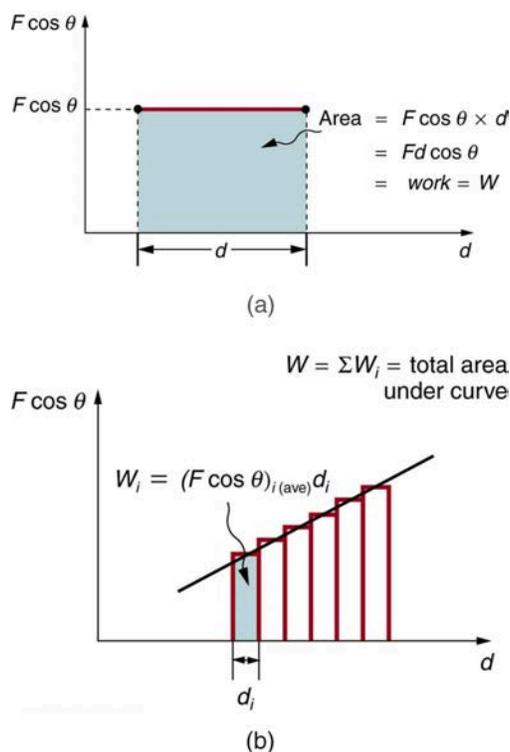 F cos θ
F cos θ
Area = F cos θ × d
= Fd cos θ
= work = W
d
d
(a)
W = ΣWi = total area
under curve
F cos θ
Wi = (F cos θ)i(ave)di
d
di
(b)